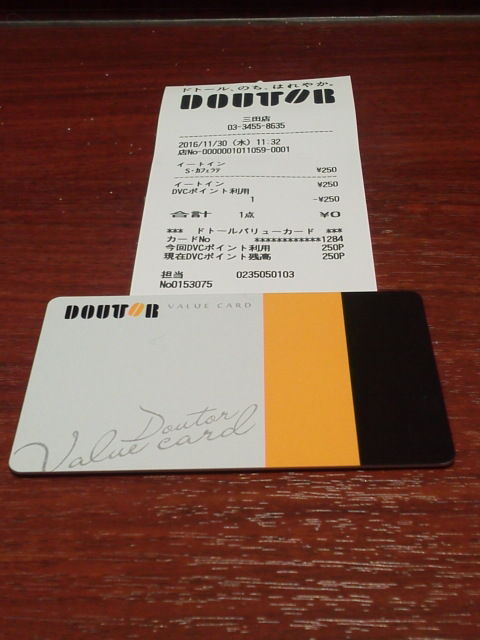 ドトール、のち、はれやか。
DOUTOR
三田店
03-3455-8635
2016/11/30 (水) 11:32
店No-0000001011059-0001
イートイン
S・カフェラテ ¥250
イートイン ¥250
DVCポイント利用
1 -¥250
合計 1点 ¥0
*** ドトールバリューカード ***
カードNo ************1284
今回DVCポイント利用 250P
現在DVCポイント残高 250P
担当 0235050103
No0153075
DOUTOR VALUE CARD
Doutor
Value card